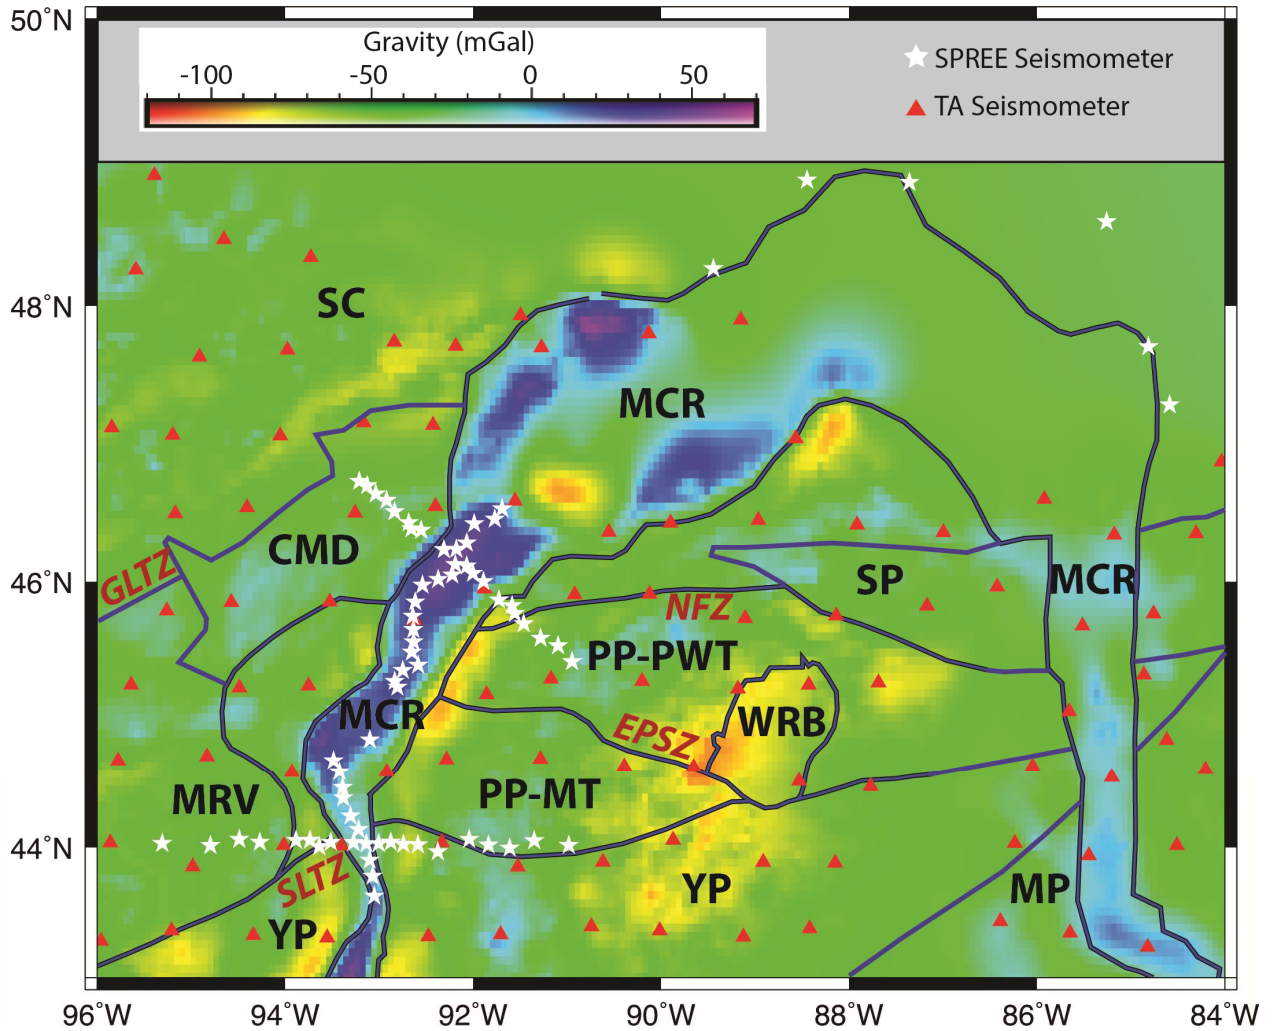 50°N
Gravity (mGal)
-100 -50 0 50
SPREE Seismometer
TA Seismometer
48°N
SC
MCR
CMD
GLTZ
46°N
SP
MCR
NFZ
PP-PWT
MCR
WRB
EPSZ
MRV
PP-MT
44°N
SLTZ
YP
YP
MP
96°W 94°W 92°W 90°W 88°W 86°W 84°W